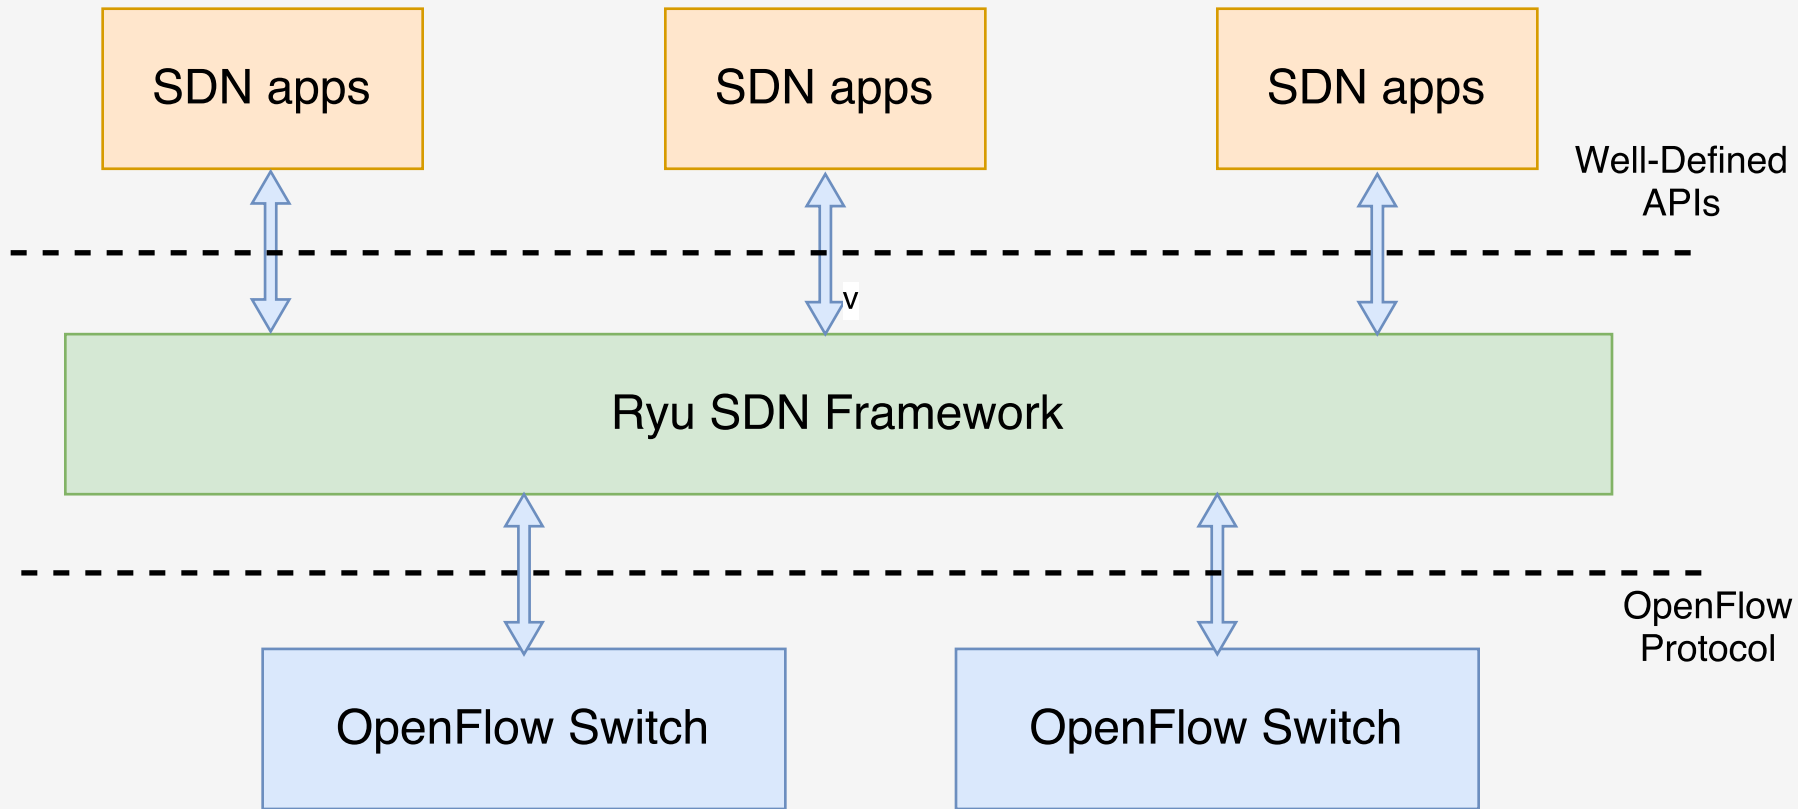 SDN apps
SDN apps
SDN apps
Well-Defined
APIs
v
Ryu SDN Framework
OpenFlow
Protocol
OpenFlow Switch
OpenFlow Switch